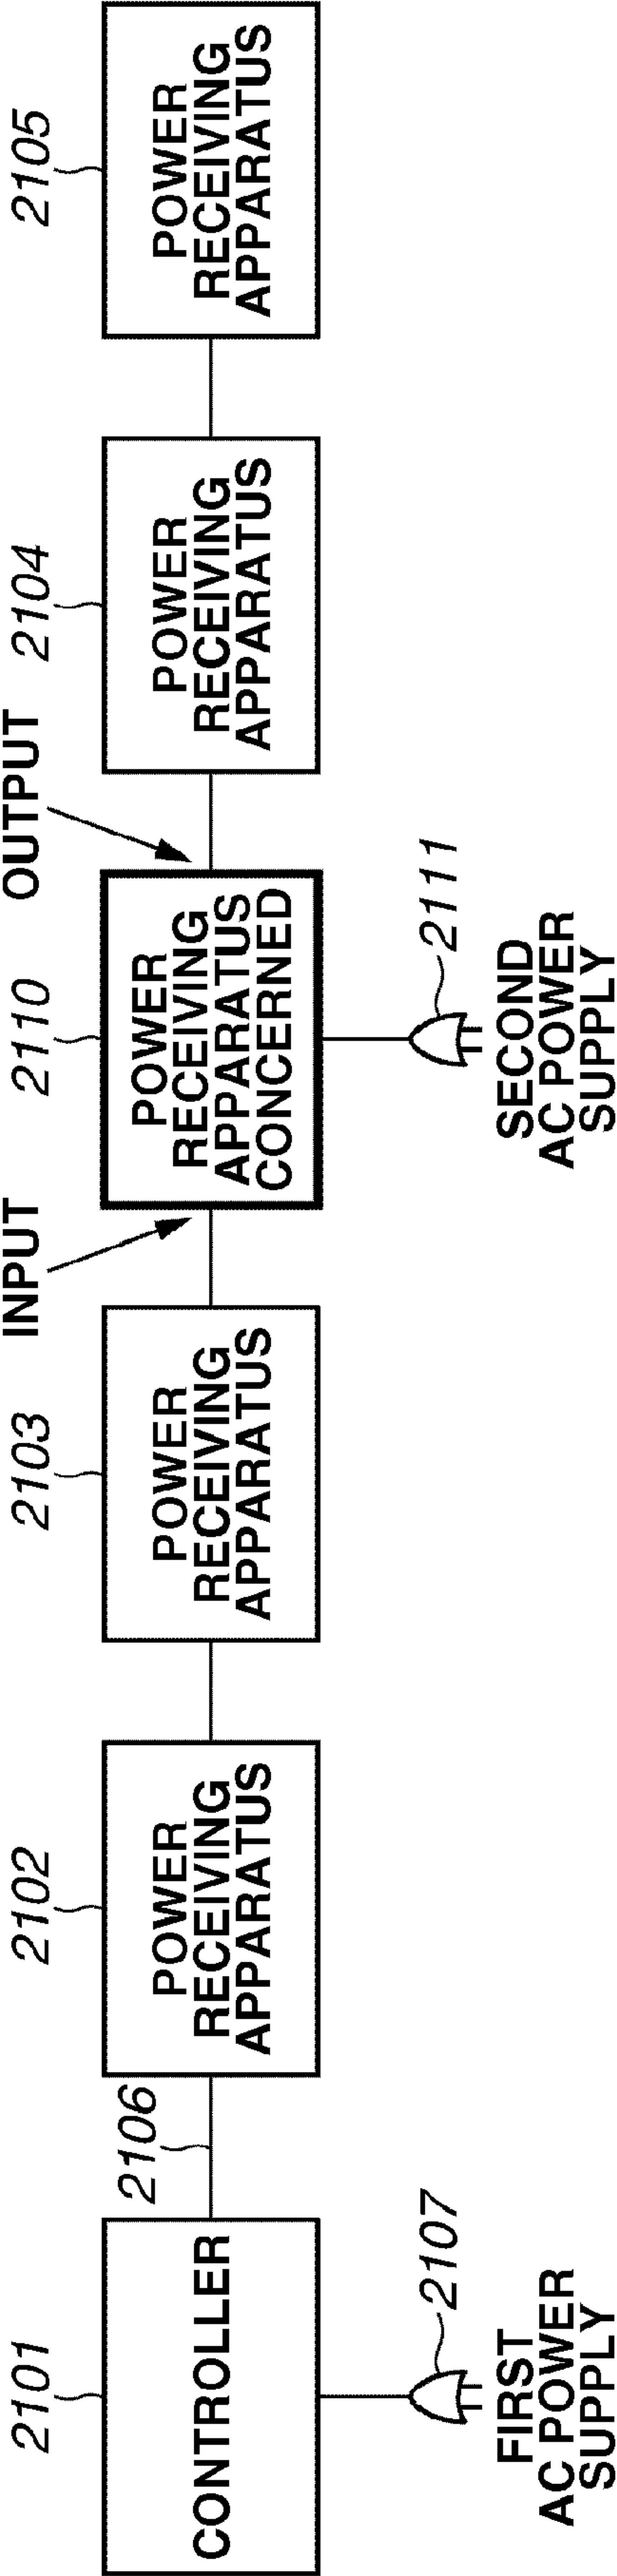 2101
CONTROLLER
2107
FIRST
AC POWER
SUPPLY
2106
2102
POWER
RECEIVING
APPARATUS
2103
POWER
RECEIVING
APPARATUS
INPUT
2110
POWER
RECEIVING
APPARATUS
CONCERNED
2111
SECOND
AC POWER
SUPPLY
OUTPUT
2104
POWER
RECEIVING
APPARATUS
2105
POWER
RECEIVING
APPARATUS